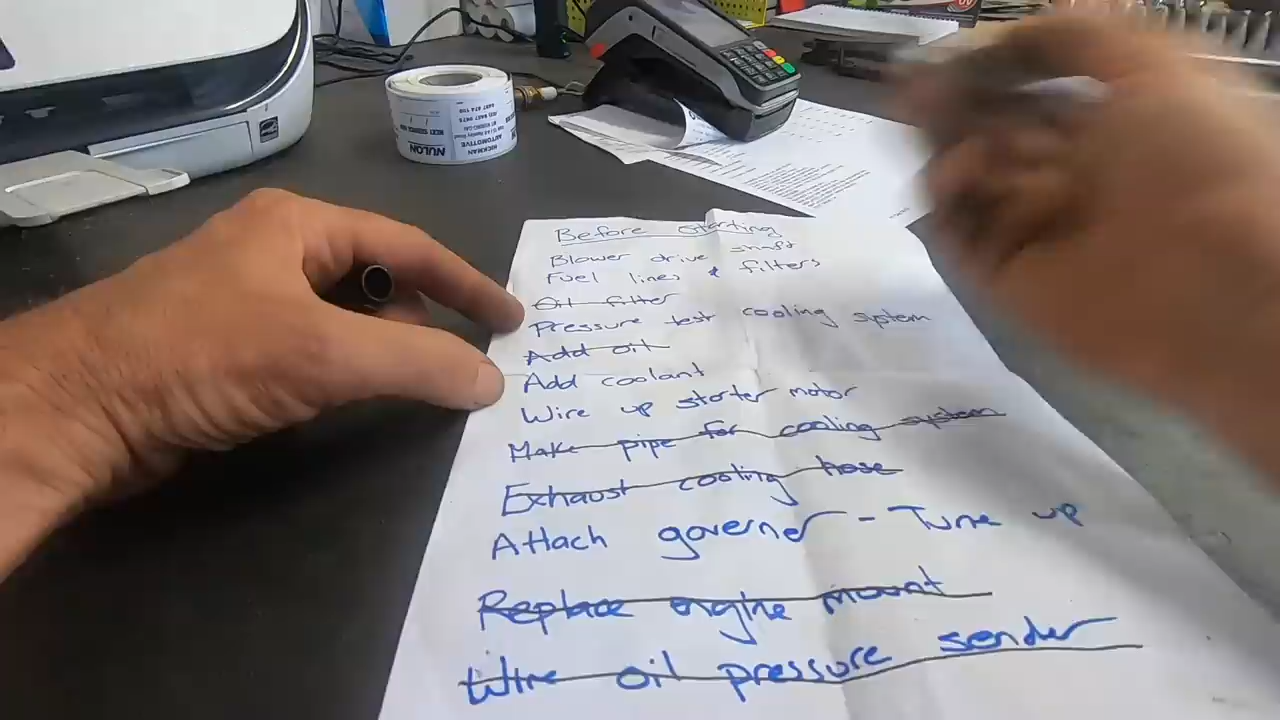 Before starting
Blower drive shaft
Fuel lines & filters
Oil filter
Pressure test cooling system
Add oil
Add coolant
Wire up starter motor
Make pipe for cooling system
Exhaust cooling hose
Attach governer - Tune up
Replace engine mount
Wire oil pressure sender
NULON
AUTOMOTIVE